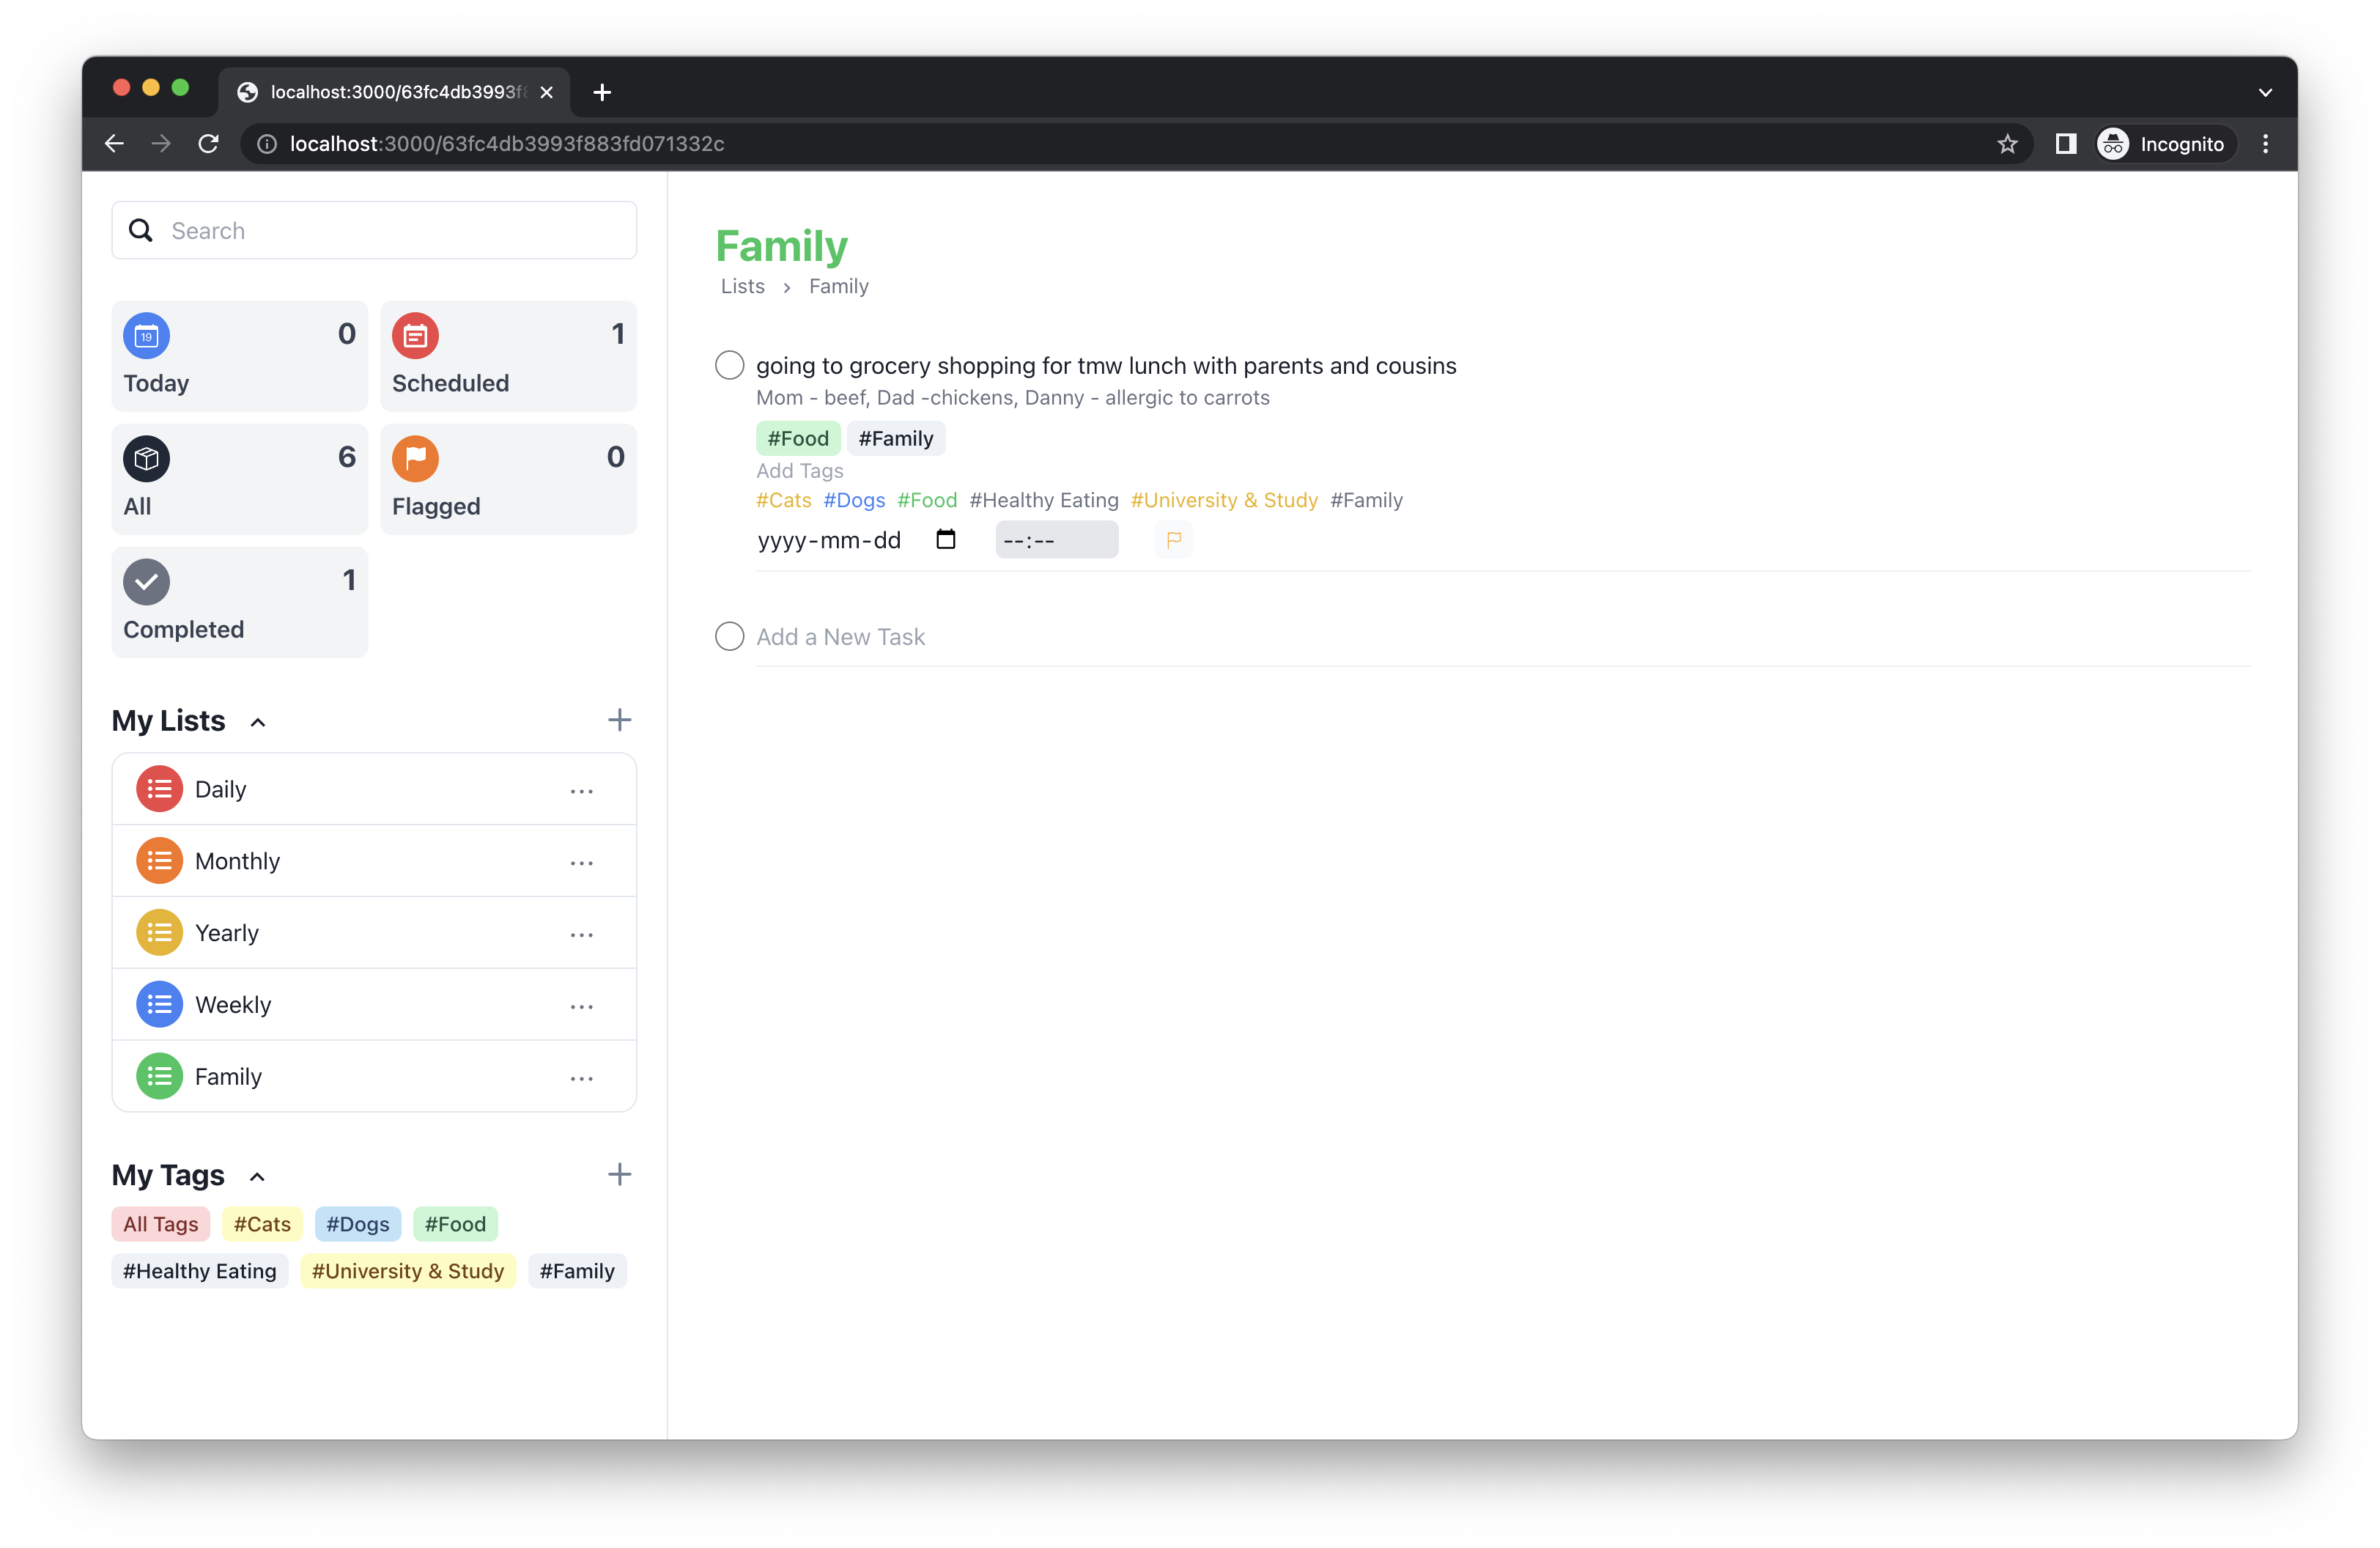 localhost:3000/63fc4db3993f8
localhost:3000/63fc4db3993f883fd071332c
Incognito
Search
19
0
Today
1
Scheduled
6
All
0
Flagged
1
Completed
My Lists
Daily
Monthly
Yearly
Weekly
Family
My Tags
All Tags #Cats #Dogs #Food
#Healthy Eating #University & Study #Family
Family
Lists › Family
going to grocery shopping for tmw lunch with parents and cousins
Mom - beef, Dad -chickens, Danny - allergic to carrots
#Food #Family
Add Tags
#Cats #Dogs #Food #Healthy Eating #University & Study #Family
yyyy-mm-dd --:--
Add a New Task